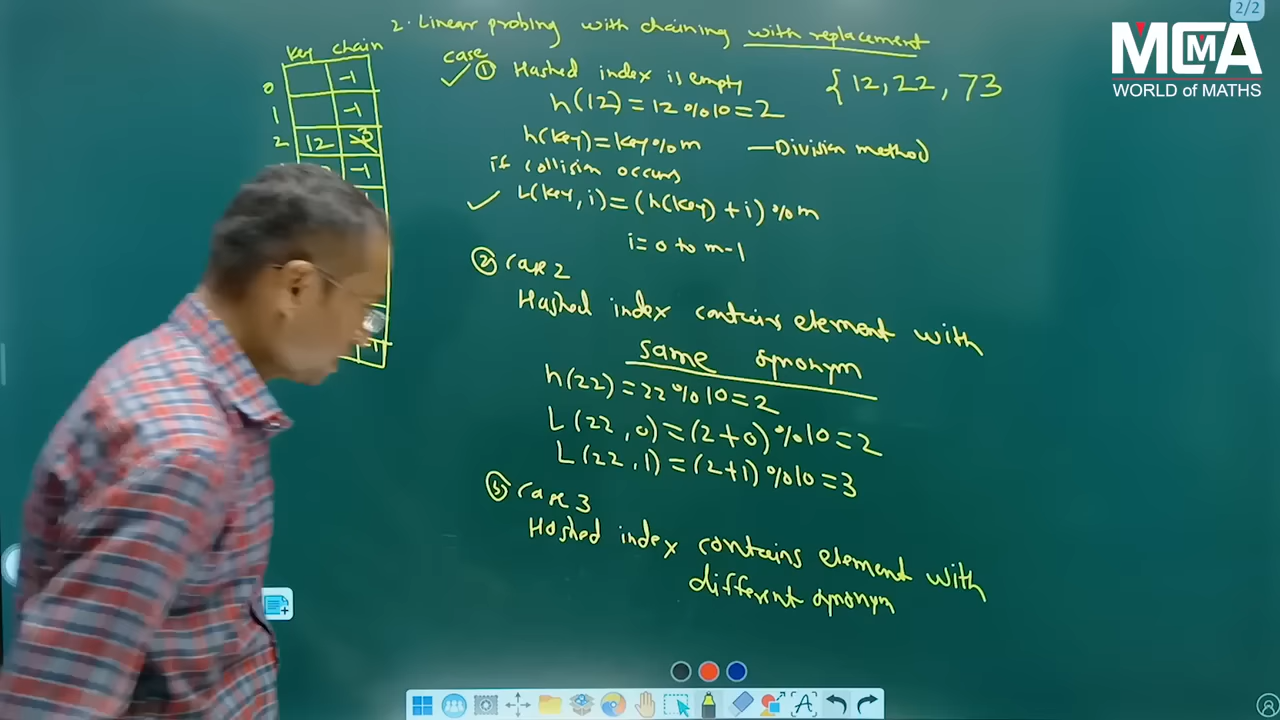 2/2
MCMA
WORLD of MATHS
2. Linear probing with chaining with replacement
key chain
0 -1
1 -1
2 12 3
-1
case
① Hashed index is empty
{12, 22, 73
h(12) = 12 % 10 = 2
h(key) = key % m — Division method
if collision occurs
L(key, i) = (h(key) + i) % m
i = 0 to m-1
② case 2
Hashed index contains element with
same synonym
h(22) = 22 % 10 = 2
L(22, 0) = (2+0) % 10 = 2
L(22, 1) = (2+1) % 10 = 3
③ case 3
Hashed index contains element with
different synonym